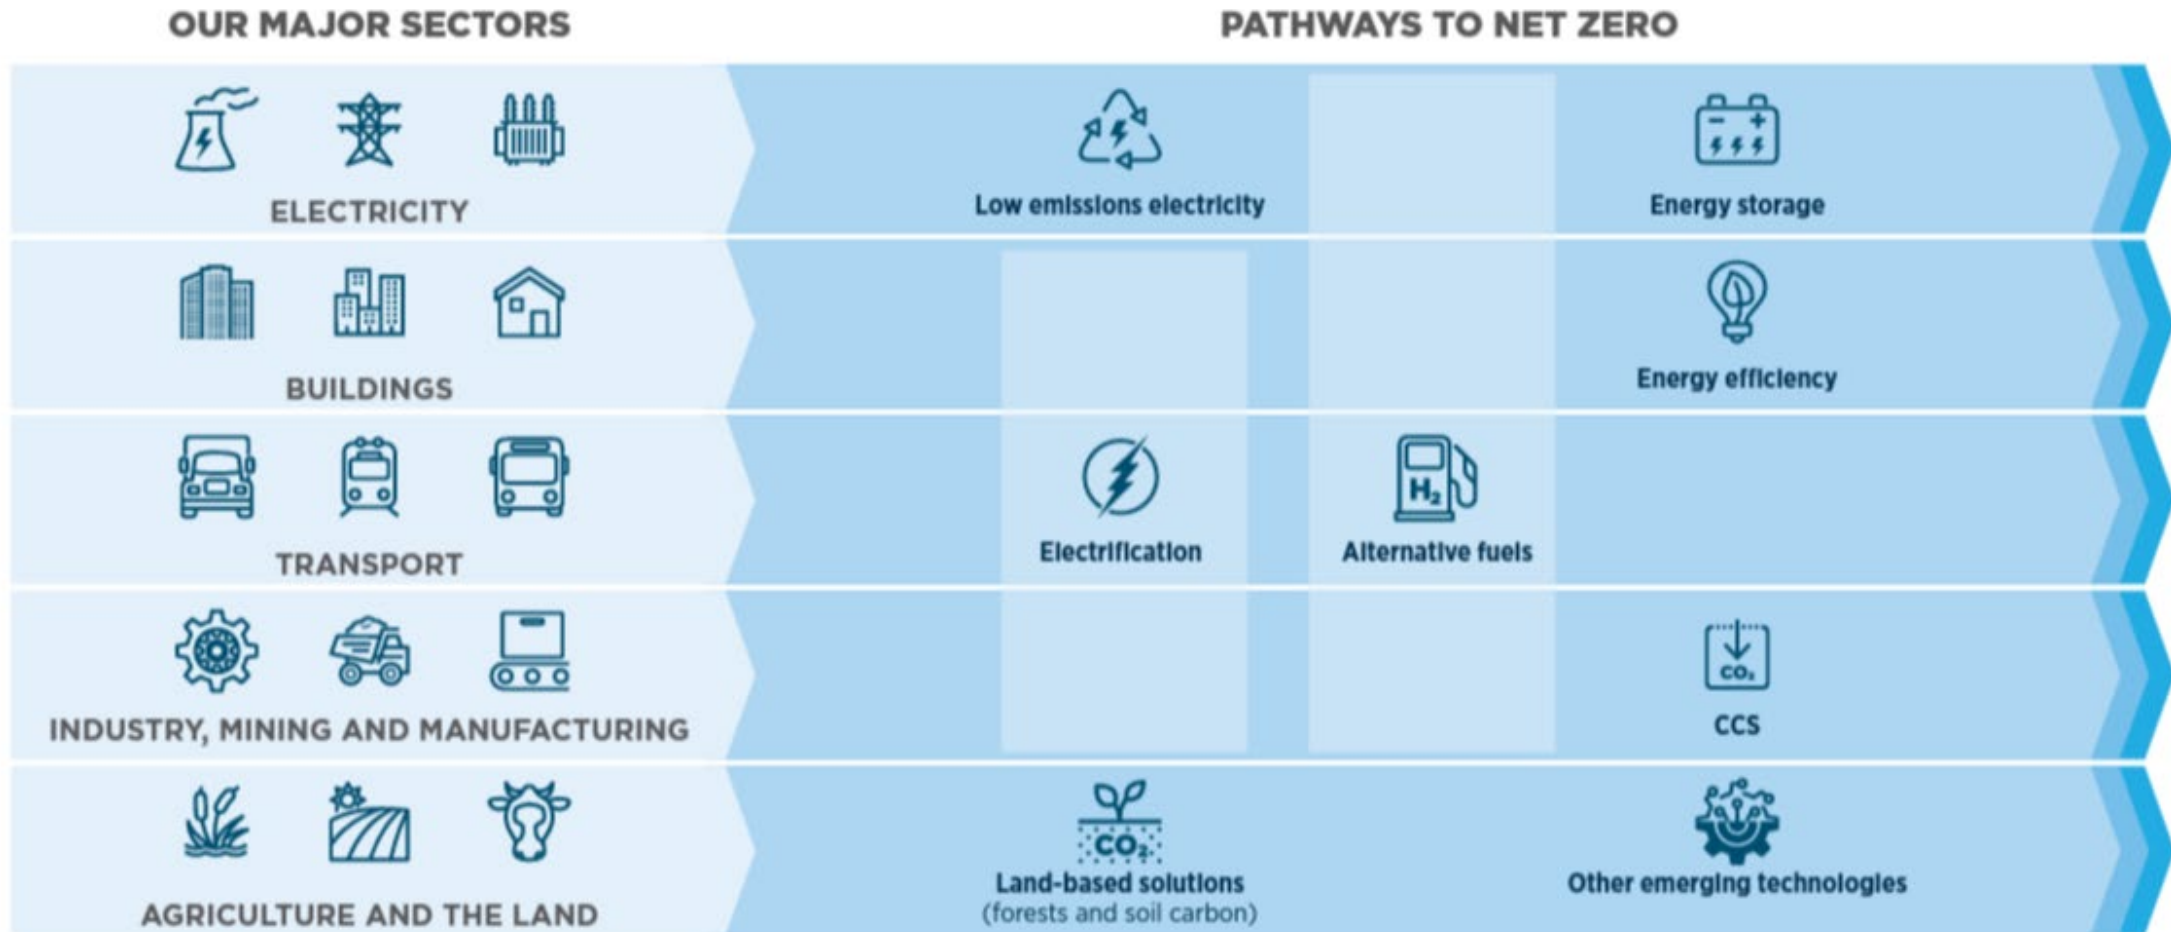 OUR MAJOR SECTORS
PATHWAYS TO NET ZERO
ELECTRICITY
Low emissions electricity
Energy storage
BUILDINGS
Energy efficiency
TRANSPORT
Electrification
H₂
Alternative fuels
INDUSTRY, MINING AND MANUFACTURING
CO₂
CCS
AGRICULTURE AND THE LAND
CO₂
Land-based solutions
(forests and soil carbon)
Other emerging technologies